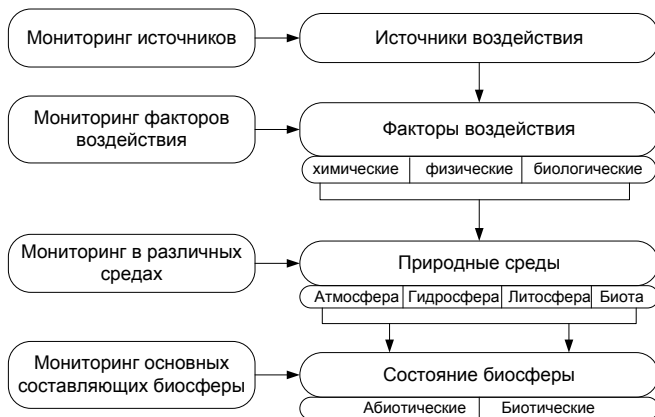 Мониторинг источников
Источники воздействия
Мониторинг факторов
воздействия
Факторы воздействия
химические физические биологические
Мониторинг в различных
средах
Природные среды
Атмосфера Гидросфера Литосфера Биота
Мониторинг основных
составляющих биосферы
Состояние биосферы
Абиотические Биотические